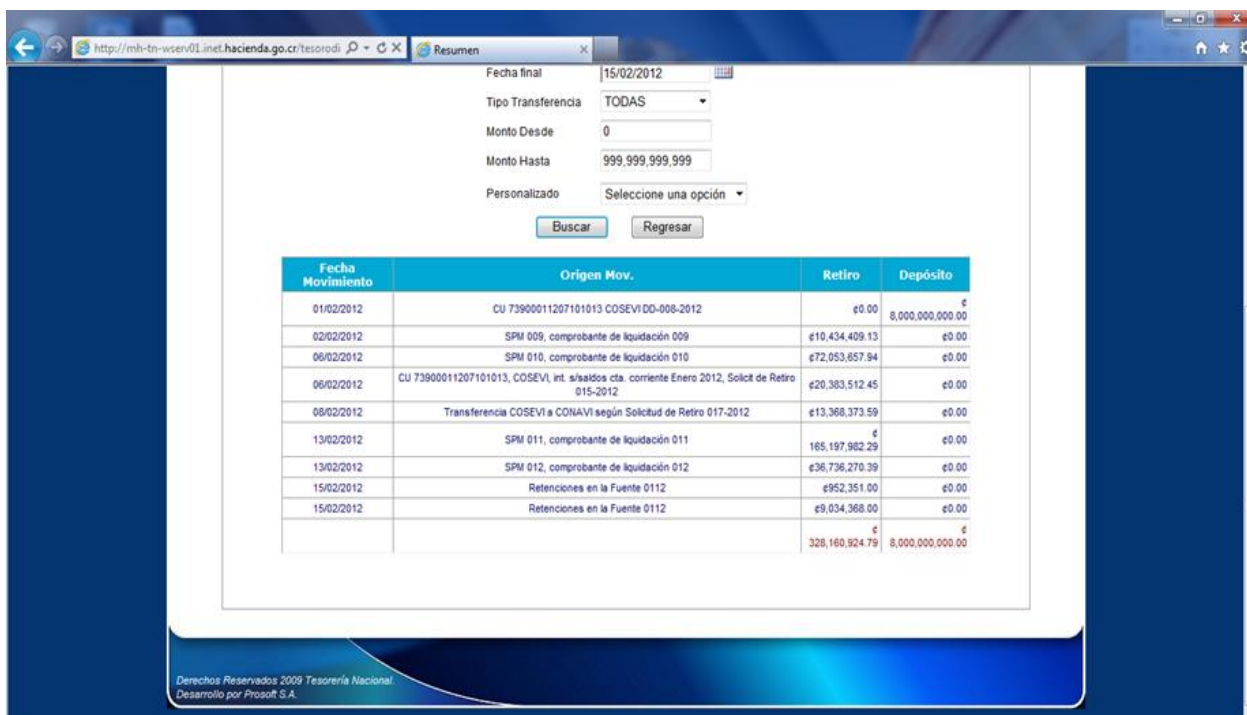 http://mh-tn-wserv01.inet.hacienda.go.cr/tesorodi
Resumen
Fecha final 15/02/2012
Tipo Transferencia TODAS
Monto Desde 0
Monto Hasta 999,999,999,999
Personalizado Seleccione una opción
Buscar Regresar
Fecha
Movimiento
Origen Mov.
Retiro
Depósito
01/02/2012 CU 73900011207101013 COSEVI DD-008-2012 ¢0.00 ¢
8,000,000,000.00
02/02/2012 SPM 009, comprobante de liquidación 009 ¢10,434,409.13 ¢0.00
06/02/2012 SPM 010, comprobante de liquidación 010 ¢72,053,657.94 ¢0.00
06/02/2012 CU 73900011207101013, COSEVI, int. s/saldos cta. corriente Enero 2012, Solicit de Retiro
015-2012 ¢20,383,512.45 ¢0.00
08/02/2012 Transferencia COSEVI a CONAVI según Solicitud de Retiro 017-2012 ¢13,368,373.59 ¢0.00
13/02/2012 SPM 011, comprobante de liquidación 011 ¢
165,197,982.29 ¢0.00
13/02/2012 SPM 012, comprobante de liquidación 012 ¢36,736,270.39 ¢0.00
15/02/2012 Retenciones en la Fuente 0112 ¢952,351.00 ¢0.00
15/02/2012 Retenciones en la Fuente 0112 ¢9,034,368.00 ¢0.00
¢ ¢
328,160,924.79 8,000,000,000.00
Derechos Reservados 2009 Tesorería Nacional.
Desarrollo por Prosoft S.A.